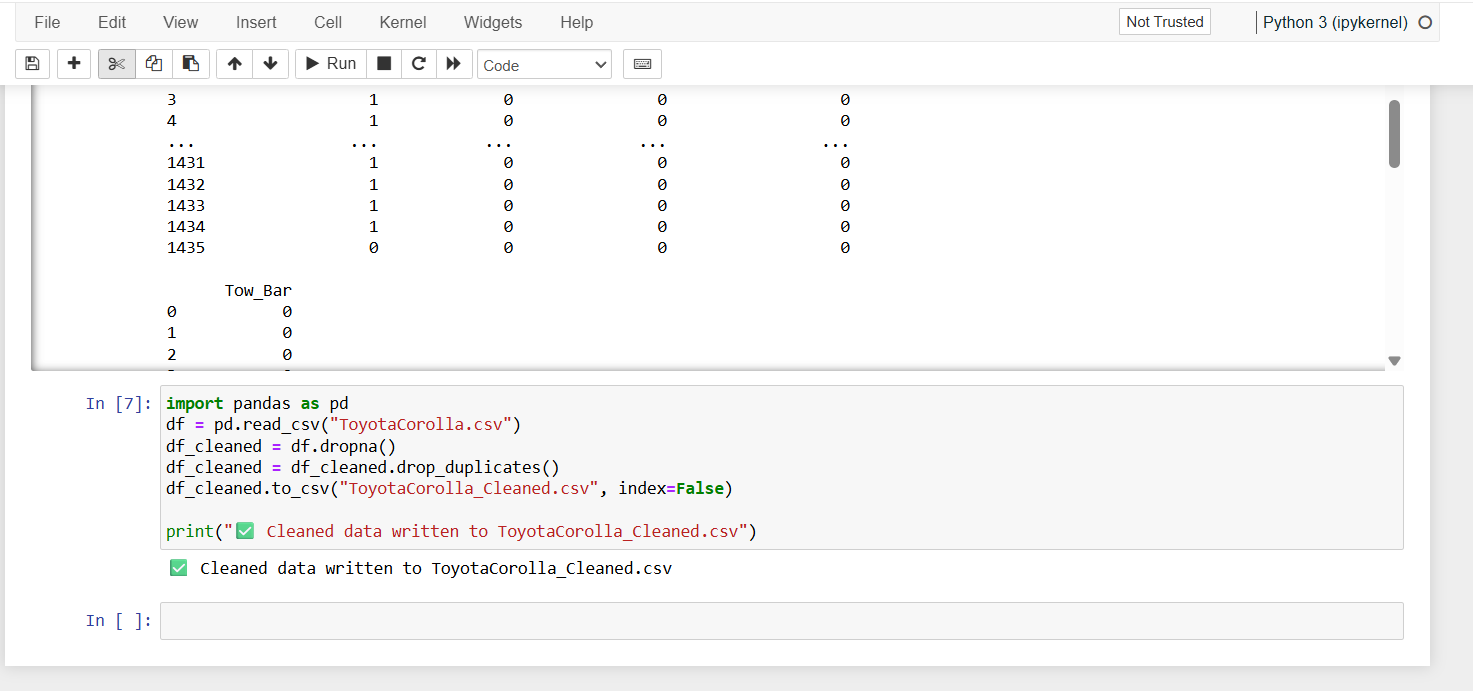 File Edit View Insert Cell Kernel Widgets Help Not Trusted Python 3 (ipykernel)
Run Code
3 1 0 0 0
4 1 0 0 0
... ... ... ... ...
1431 1 0 0 0
1432 1 0 0 0
1433 1 0 0 0
1434 1 0 0 0
1435 0 0 0 0
Tow_Bar
0 0
1 0
2 0
In [7]: import pandas as pd
df = pd.read_csv("ToyotaCorolla.csv")
df_cleaned = df.dropna()
df_cleaned = df_cleaned.drop_duplicates()
df_cleaned.to_csv("ToyotaCorolla_Cleaned.csv", index=False)
print("✅ Cleaned data written to ToyotaCorolla_Cleaned.csv")
✅ Cleaned data written to ToyotaCorolla_Cleaned.csv
In [ ]: